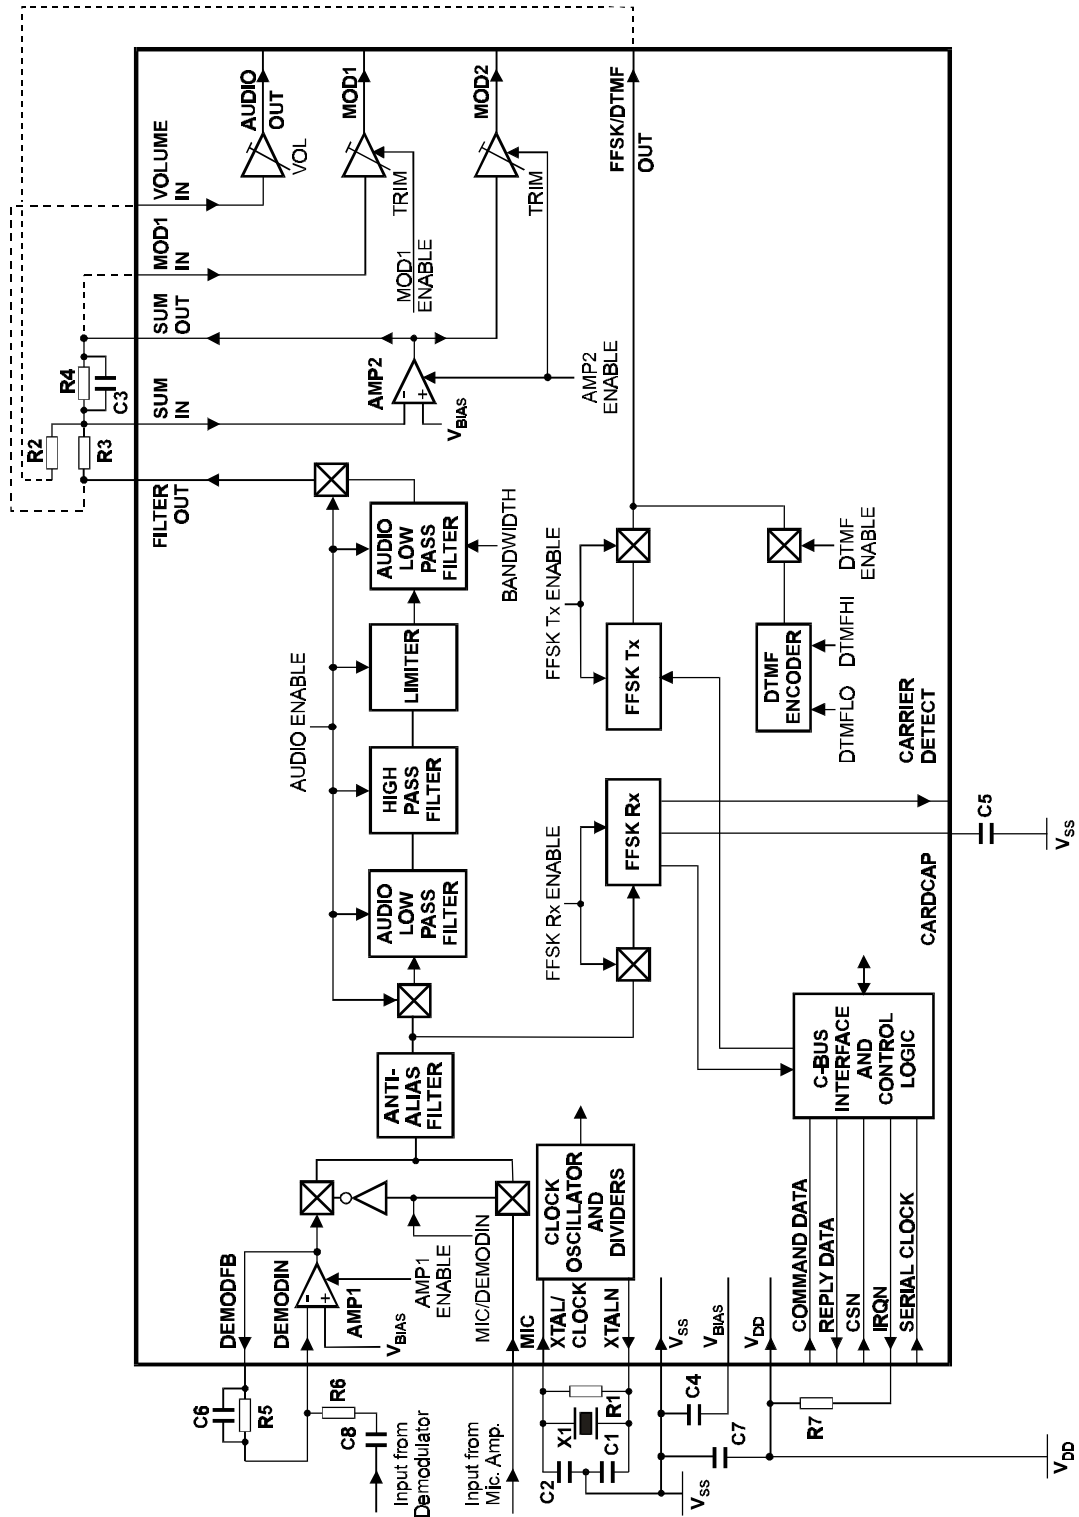 AUDIO
OUT
MOD1
MOD2
FFSK/DTMF
OUT
VOLUME
IN
VOL
TRIM
TRIM
MOD1
IN
MOD1
ENABLE
SUM
OUT
R4
C3
SUM
IN
AMP2
VBIAS
AMP2
ENABLE
R2
R3
FILTER
OUT
AUDIO
LOW
PASS
FILTER
BANDWIDTH
FFSK Tx ENABLE
DTMF
ENABLE
AUDIO ENABLE
LIMITER
FFSK Tx
DTMF
ENCODER
DTMFHI
DTMFLO
CARRIER
DETECT
HIGH
PASS
FILTER
FFSK Rx
C5
VSS
AUDIO
LOW
PASS
FILTER
FFSK Rx ENABLE
CARDCAP
ANTI-
ALIAS
FILTER
C-BUS
INTERFACE
AND
CONTROL
LOGIC
CLOCK
OSCILLATOR
AND
DIVIDERS
DEMODFB
DEMODIN
AMP1
VBIAS
AMP1
ENABLE
MIC/DEMODIN
MIC
XTAL/
CLOCK
XTALN
VSS
VBIAS
VDD
COMMAND DATA
REPLY DATA
CSN
IRQN
SERIAL CLOCK
C6
R5
R6
C8
Input from
Demodulator
Input from
Mic. Amp.
X1
R1
C2
C1
C4
C7
R7
VSS
VDD